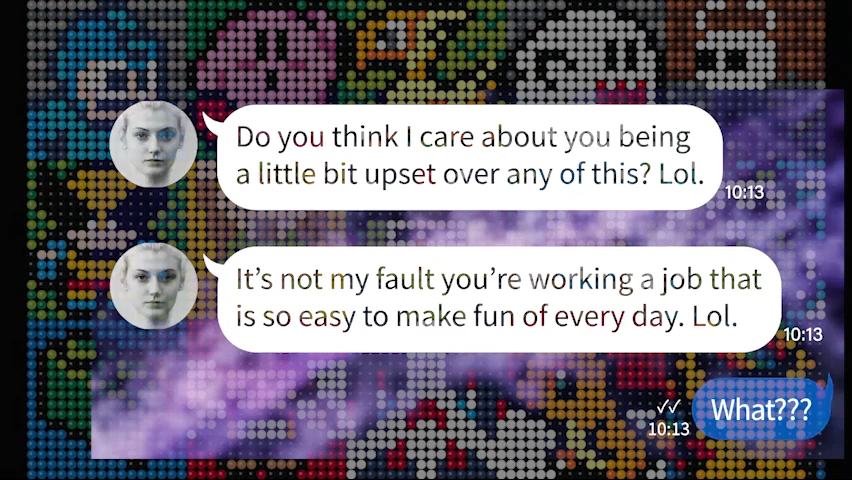 Do you think I care about you being
a little bit upset over any of this? Lol.
10:13
It’s not my fault you’re working a job that
is so easy to make fun of every day. Lol.
10:13
What???
10:13